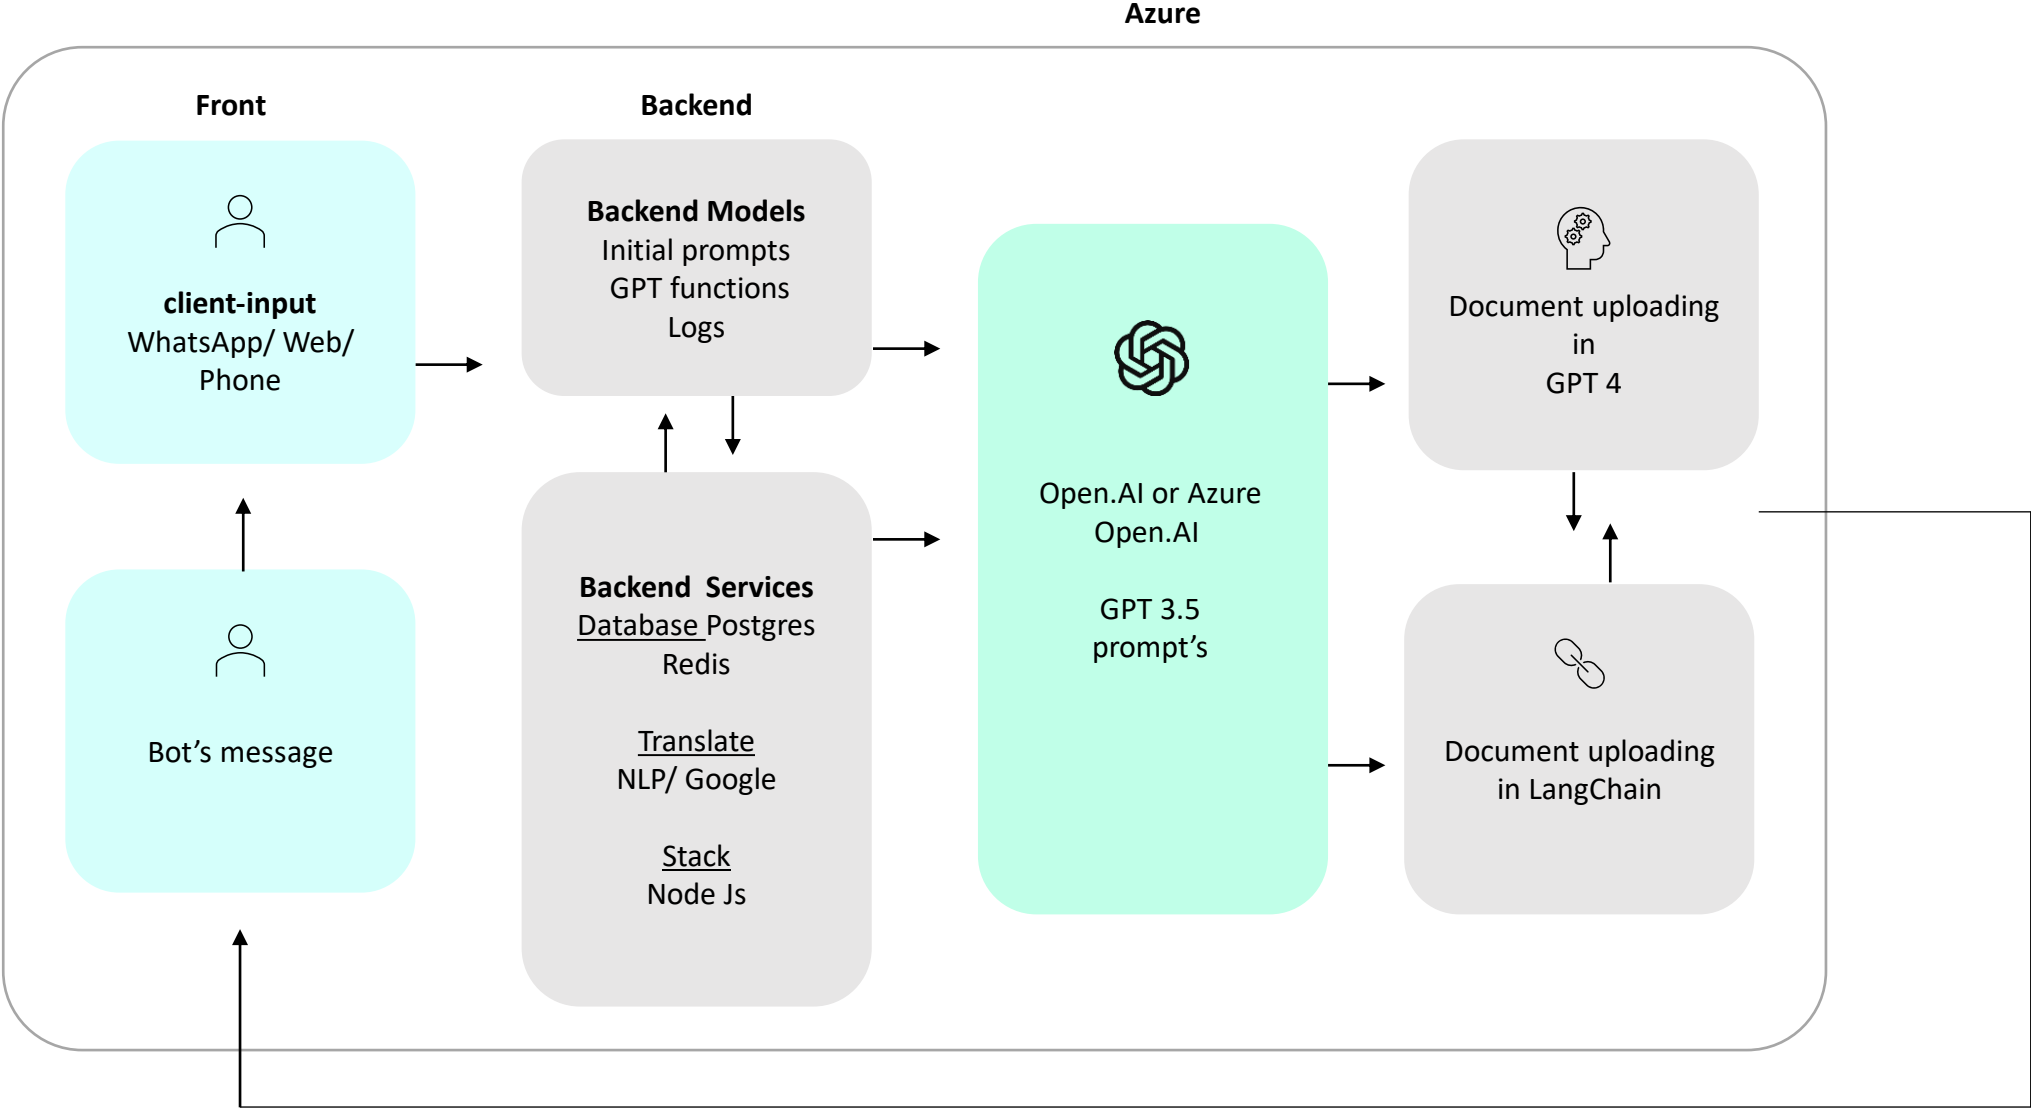 Azure
Front
Backend
client-input
WhatsApp/ Web/
Phone
Bot’s message
Backend Models
Initial prompts
GPT functions
Logs
Backend  Services
Database Postgres
Redis
Translate
NLP/ Google
Stack
Node Js
Open.AI or Azure
Open.AI
GPT 3.5
prompt’s
Document uploading
in
GPT 4
Document uploading
in LangChain